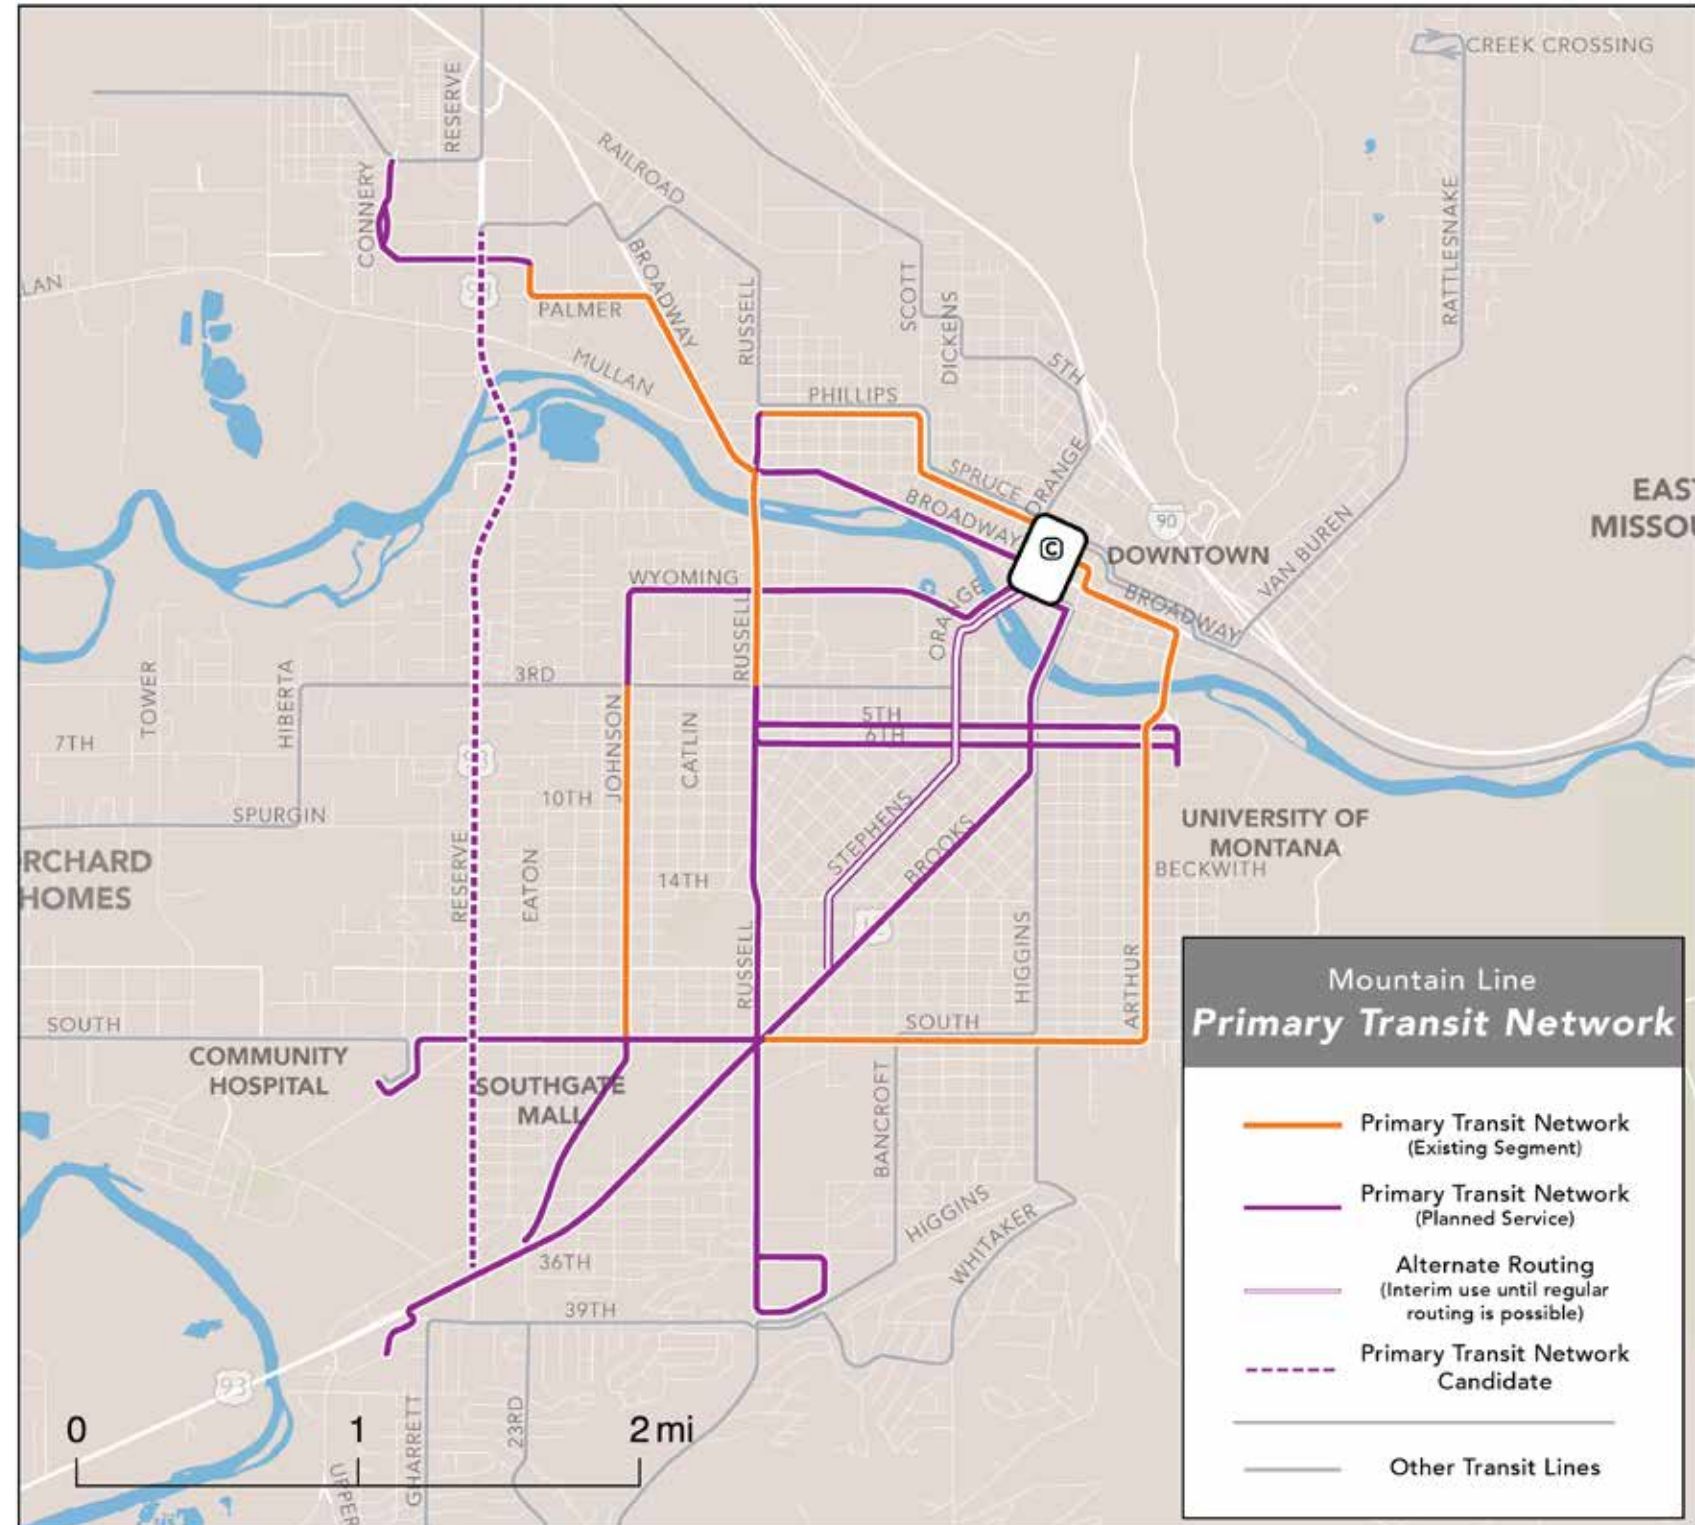 CREEK CROSSING
RESERVE
RAILROAD
CONNERY
RATTLESNAKE
BROADWAY
LAN
93
PALMER
RUSSELL
SCOTT
DICKENS
MULLAN
5TH
PHILLIPS
SPRUCE
ORANGE
BROADWAY
EAST
MISSOU
90
C
DOWNTOWN
VAN BUREN
WYOMING
BROADWAY
ORANGE
RUSSELL
3RD
TOWER
HIBERTA
JOHNSON
CATLIN
5TH
6TH
7TH
93
10TH
SPURGIN
STEPHENS
BROOKS
UNIVERSITY OF
MONTANA
BECKWITH
RCHARD
HOMES
RESERVE
EATON
14TH
12
RUSSELL
HIGGINS
ARTHUR
SOUTH
SOUTH
COMMUNITY
HOSPITAL
SOUTHGATE
MALL
BANCROFT
HIGGINS
WHITAKER
36TH
39TH
93
GHARRETT
23RD
UPPER
0 1 2 mi
Mountain Line
Primary Transit Network
Primary Transit Network
(Existing Segment)
Primary Transit Network
(Planned Service)
Alternate Routing
(Interim use until regular
routing is possible)
Primary Transit Network
Candidate
Other Transit Lines